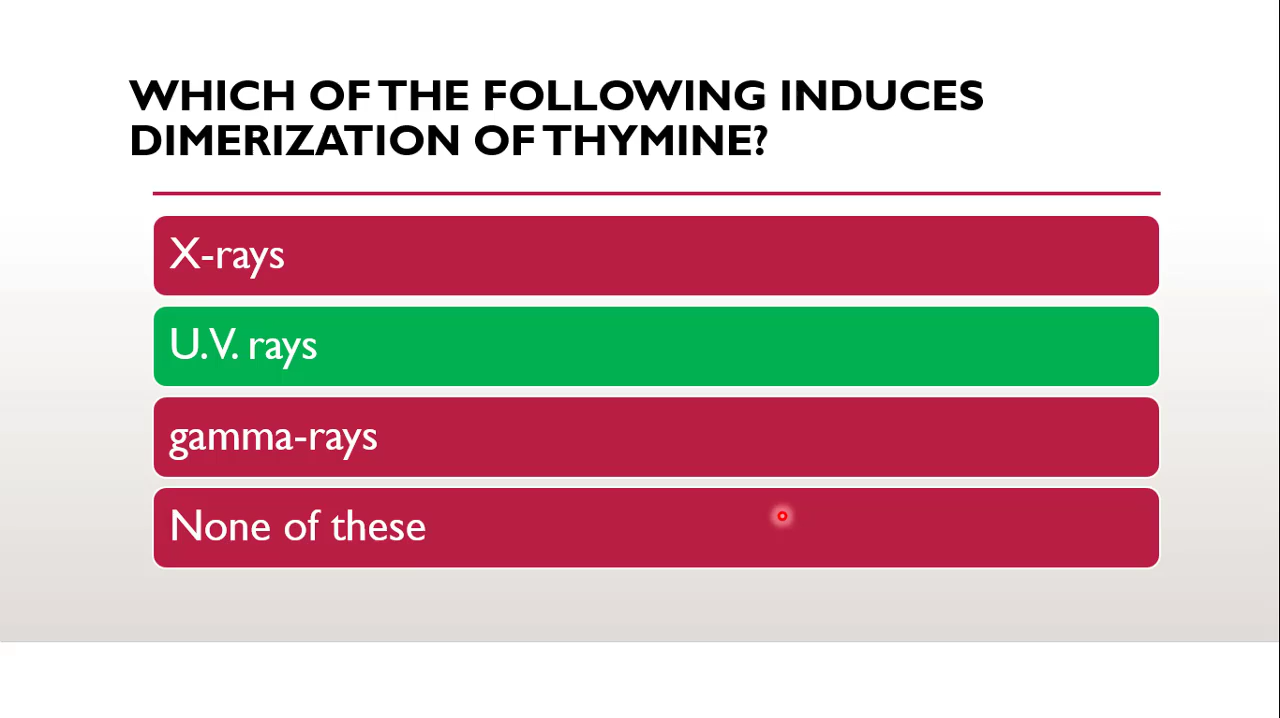 WHICH OF THE FOLLOWING INDUCES
DIMERIZATION OF THYMINE?
X-rays
U.V. rays
gamma-rays
None of these